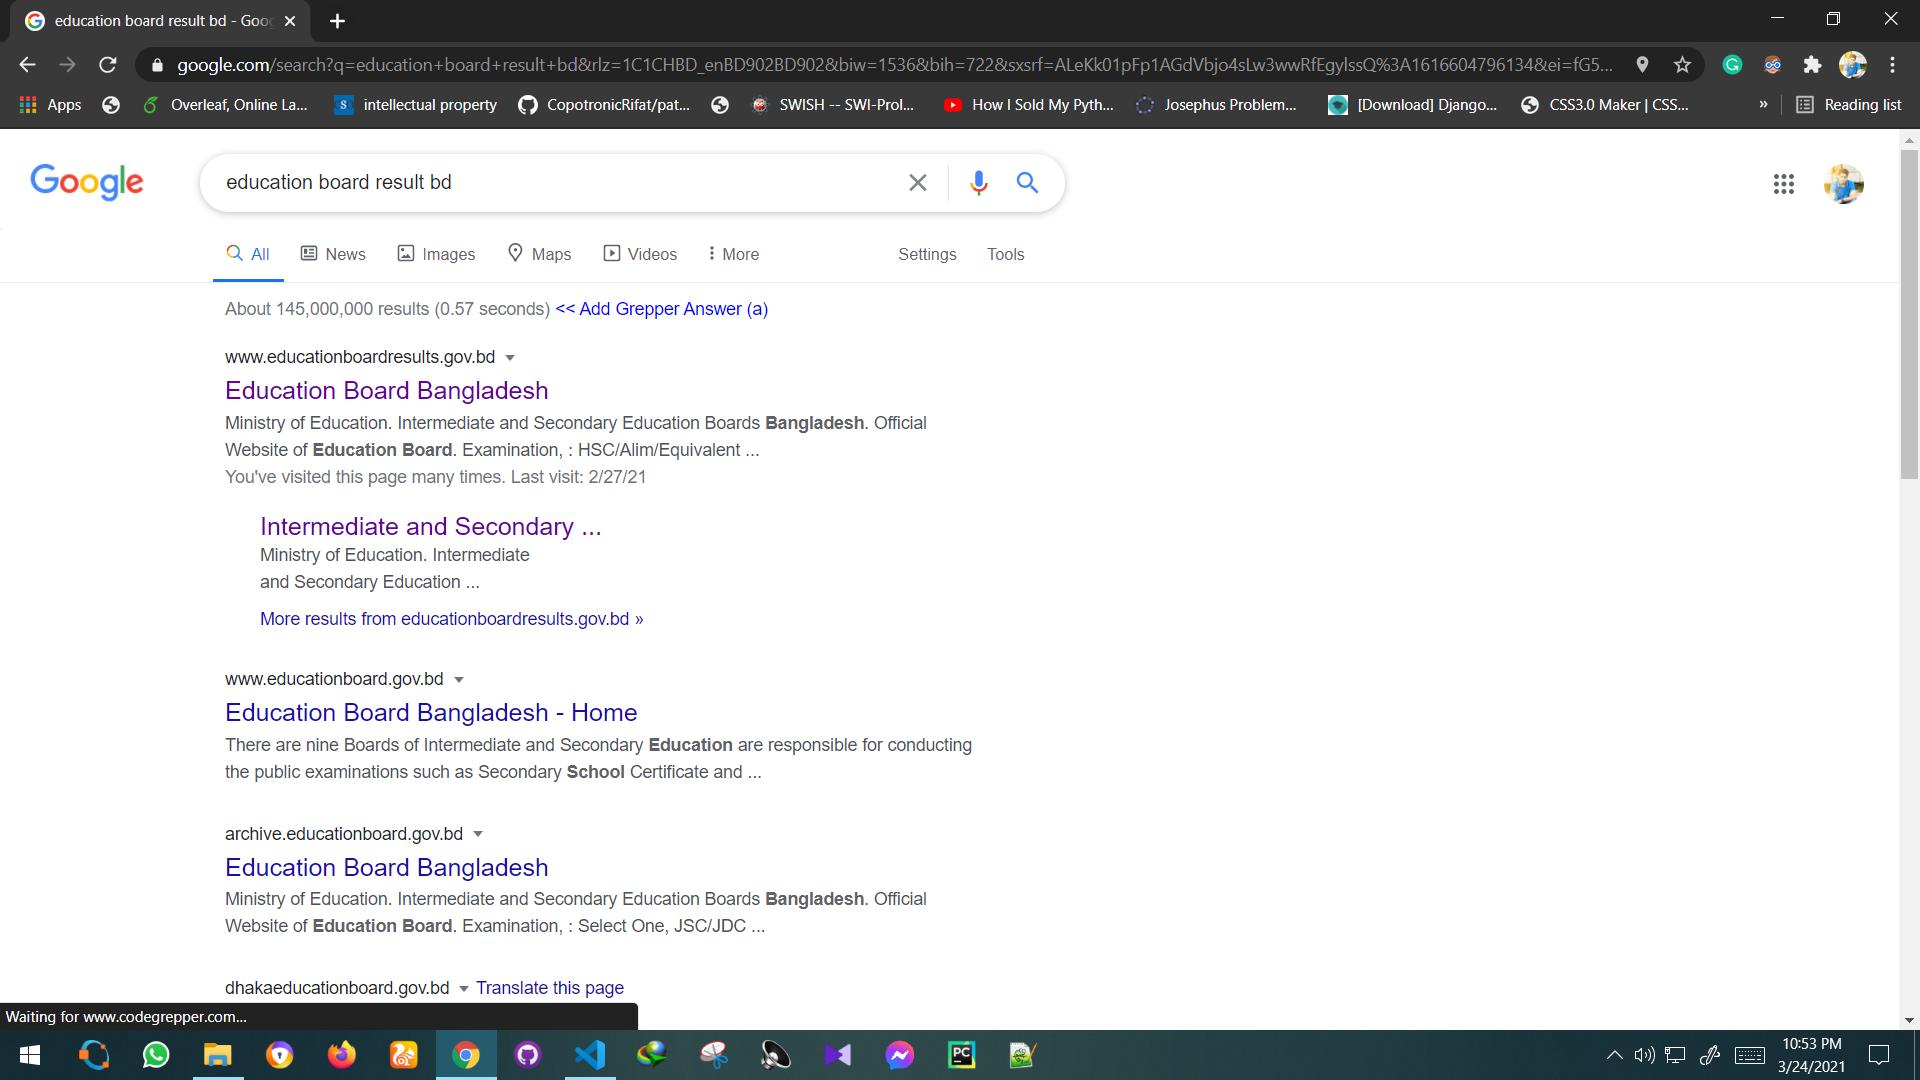 education board result bd - Goo
google.com/search?q=education+board+result+bd&rlz=1C1CHBD_enBD902BD902&biw=1536&bih=722&sxsrf=ALeKk01pFp1AGdVbjo4sLw3wwRfEgylssQ%3A1616604796134&ei=fG5...
Apps
Overleaf, Online La...
intellectual property
CopotronicRifat/pat...
SWISH -- SWI-Prol...
How I Sold My Pyth...
Josephus Problem...
[Download] Django...
CSS3.0 Maker | CSS...
»
Reading list
Google
education board result bd
All
News
Images
Maps
Videos
More
Settings
Tools
About 145,000,000 results (0.57 seconds) << Add Grepper Answer (a)
www.educationboardresults.gov.bd
Education Board Bangladesh
Ministry of Education. Intermediate and Secondary Education Boards Bangladesh. Official
Website of Education Board. Examination, : HSC/Alim/Equivalent ...
You've visited this page many times. Last visit: 2/27/21
Intermediate and Secondary ...
Ministry of Education. Intermediate
and Secondary Education ...
More results from educationboardresults.gov.bd »
www.educationboard.gov.bd
Education Board Bangladesh - Home
There are nine Boards of Intermediate and Secondary Education are responsible for conducting
the public examinations such as Secondary School Certificate and ...
archive.educationboard.gov.bd
Education Board Bangladesh
Ministry of Education. Intermediate and Secondary Education Boards Bangladesh. Official
Website of Education Board. Examination, : Select One, JSC/JDC ...
dhakaeducationboard.gov.bd Translate this page
Waiting for www.codegrepper.com...
PC
10:53 PM
3/24/2021